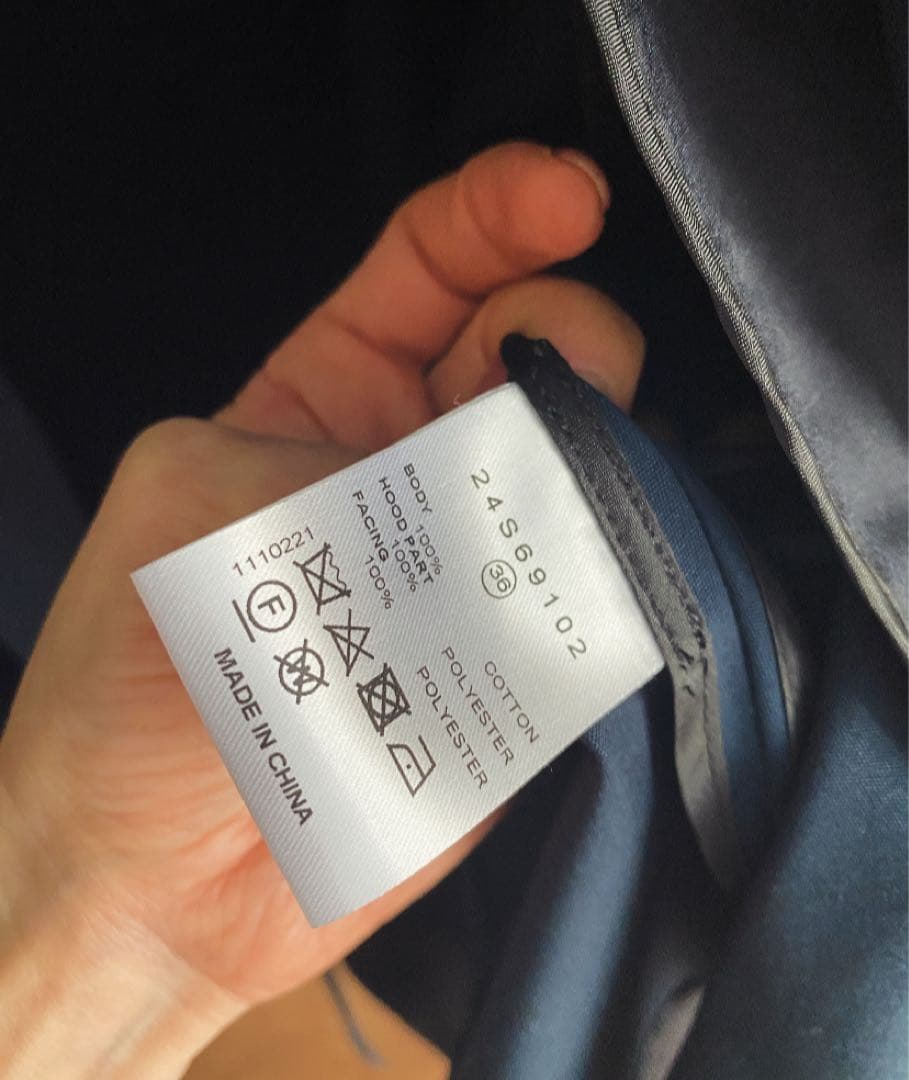 24S69102
36
BODY 100% COTTON
HOOD PART 100% POLYESTER
FACING 100% POLYESTER
1110221
F W
MADE IN CHINA